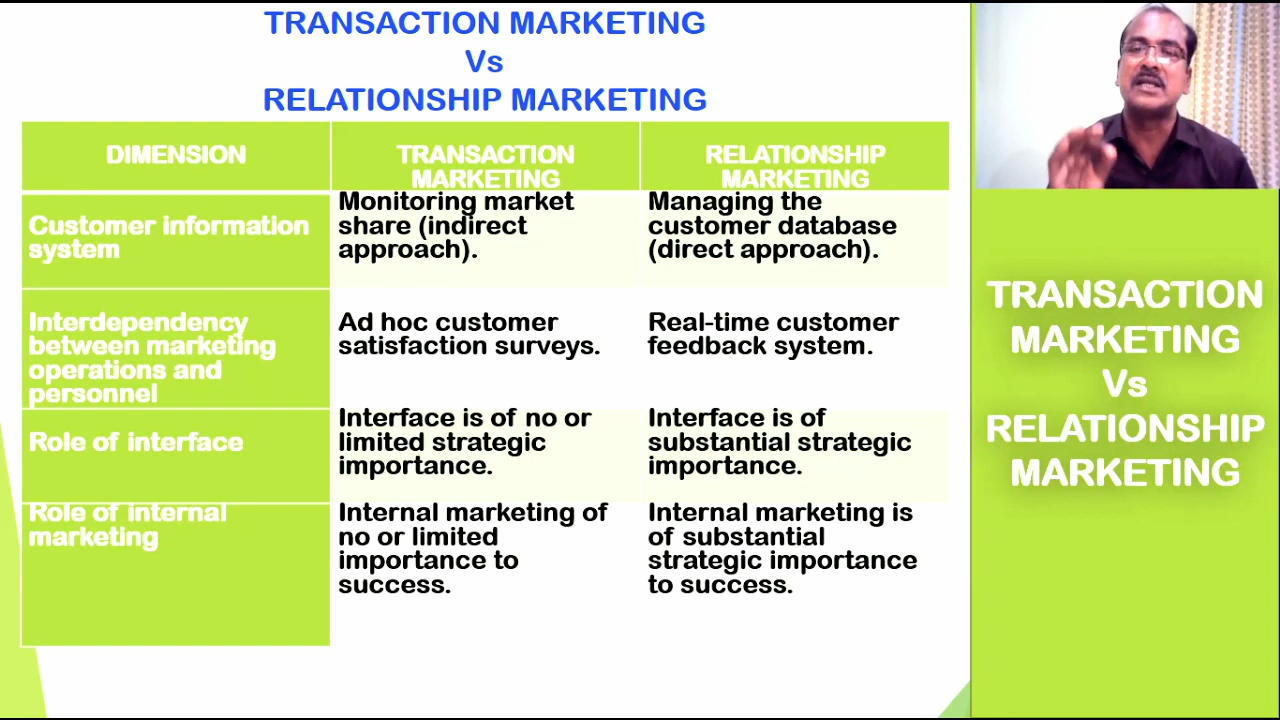 TRANSACTION MARKETING
Vs
RELATIONSHIP MARKETING
DIMENSION
TRANSACTION
MARKETING
RELATIONSHIP
MARKETING
Customer information
system
Monitoring market
share (indirect
approach).
Managing the
customer database
(direct approach).
Interdependency
between marketing
operations and
personnel
Ad hoc customer
satisfaction surveys.
Real-time customer
feedback system.
Role of interface
Interface is of no or
limited strategic
importance.
Interface is of
substantial strategic
importance.
Role of internal
marketing
Internal marketing of
no or limited
importance to
success.
Internal marketing is
of substantial
strategic importance
to success.
TRANSACTION
MARKETING
Vs
RELATIONSHIP
MARKETING